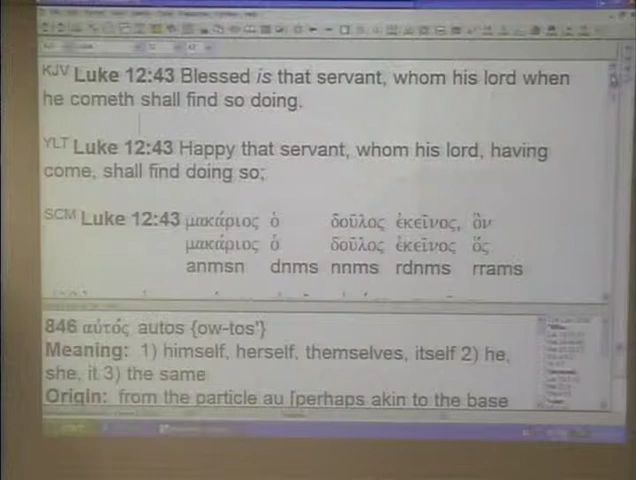 KJV Luke 12:43 Blessed is that servant, whom his lord when
he cometh shall find so doing.
YLT Luke 12:43 Happy that servant, whom his lord, having
come, shall find doing so;
SCM Luke 12:43 μακάριος ὁ δοῦλος ἐκεῖνος, ὃν
μακάριος ὁ δοῦλος ἐκεῖνος ὅς
anmsn dnms nnms rdnms rrams
846 αὐτός autos {ow-tos'}
Meaning: 1) himself, herself, themselves, itself 2) he,
she, it 3) the same
Origin: from the particle au [perhaps akin to the base